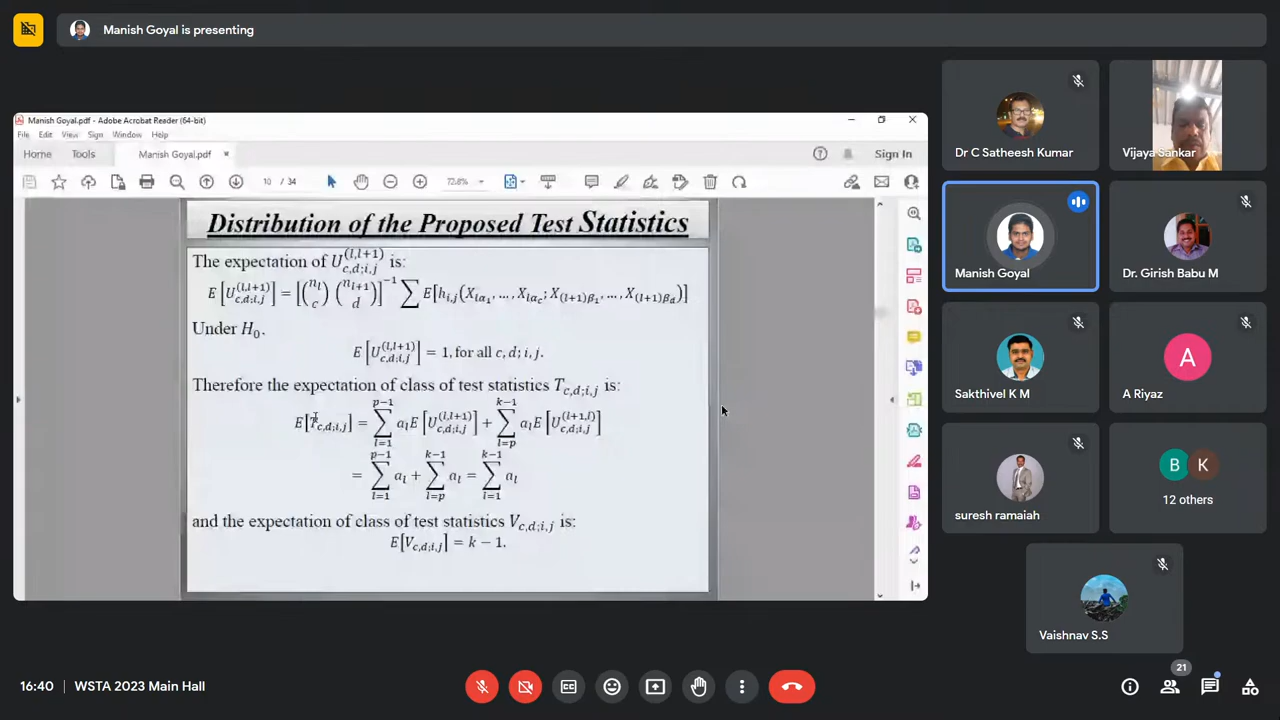 Manish Goyal is presenting
Manish Goyal.pdf - Adobe Acrobat Reader (64-bit)
File Edit View Sign Window Help
Home Tools Manish Goyal.pdf × Sign In
10 / 34 72.8%
Distribution of the Proposed Test Statistics
The expectation of U_{c,d;i,j}^{(l,l+1)} is:
E[U_{c,d;i,j}^{(l,l+1)}] = [(n_l c) (n_{l+1} d)]^{-1} ∑ E[h_{i,j}(X_{lα_1}, …, X_{lα_c}; X_{(l+1)β_1}, …, X_{(l+1)β_d})]
Under H_0.
E[U_{c,d;i,j}^{(l,l+1)}] = 1, for all c, d; i, j.
Therefore the expectation of class of test statistics T_{c,d;i,j} is:
E[T_{c,d;i,j}] = ∑_{l=1}^{p-1} a_l E[U_{c,d;i,j}^{(l,l+1)}] + ∑_{l=p}^{k-1} a_l E[U_{c,d;i,j}^{(l+1,l)}]
= ∑_{l=1}^{p-1} a_l + ∑_{l=p}^{k-1} a_l = ∑_{l=1}^{k-1} a_l
and the expectation of class of test statistics V_{c,d;i,j} is:
E[V_{c,d;i,j}] = k − 1.
Dr C Satheesh Kumar
Vijaya Sankar
Manish Goyal
Dr. Girish Babu M
Sakthivel K M
A
A Riyaz
suresh ramaiah
B K
12 others
Vaishnav S.S
16:40 | WSTA 2023 Main Hall
21